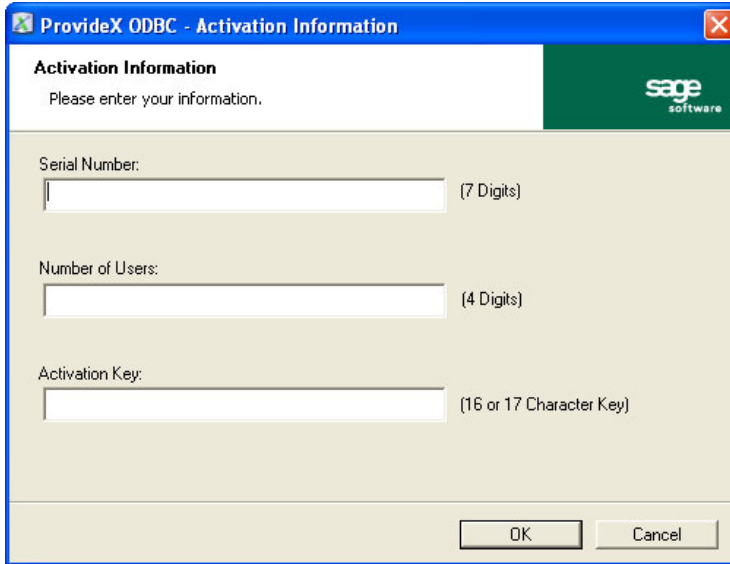 ProvideX ODBC - Activation Information
Activation Information
Please enter your information.
sage
software
Serial Number:
(7 Digits)
Number of Users:
(4 Digits)
Activation Key:
(16 or 17 Character Key)
OK
Cancel